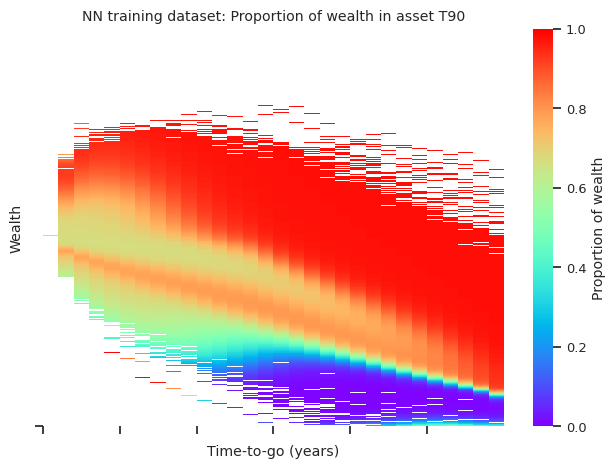 NN training dataset: Proportion of wealth in asset T90
Wealth
Time-to-go (years)
1.0
0.8
0.6
0.4
0.2
0.0
Proportion of wealth